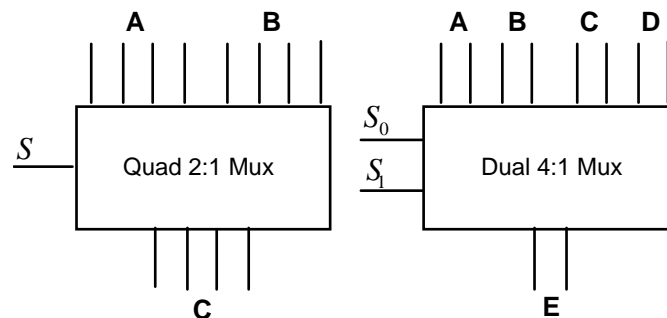 A B A B C D
S Quad 2:1 Mux S0 Dual 4:1 Mux
S1
C E